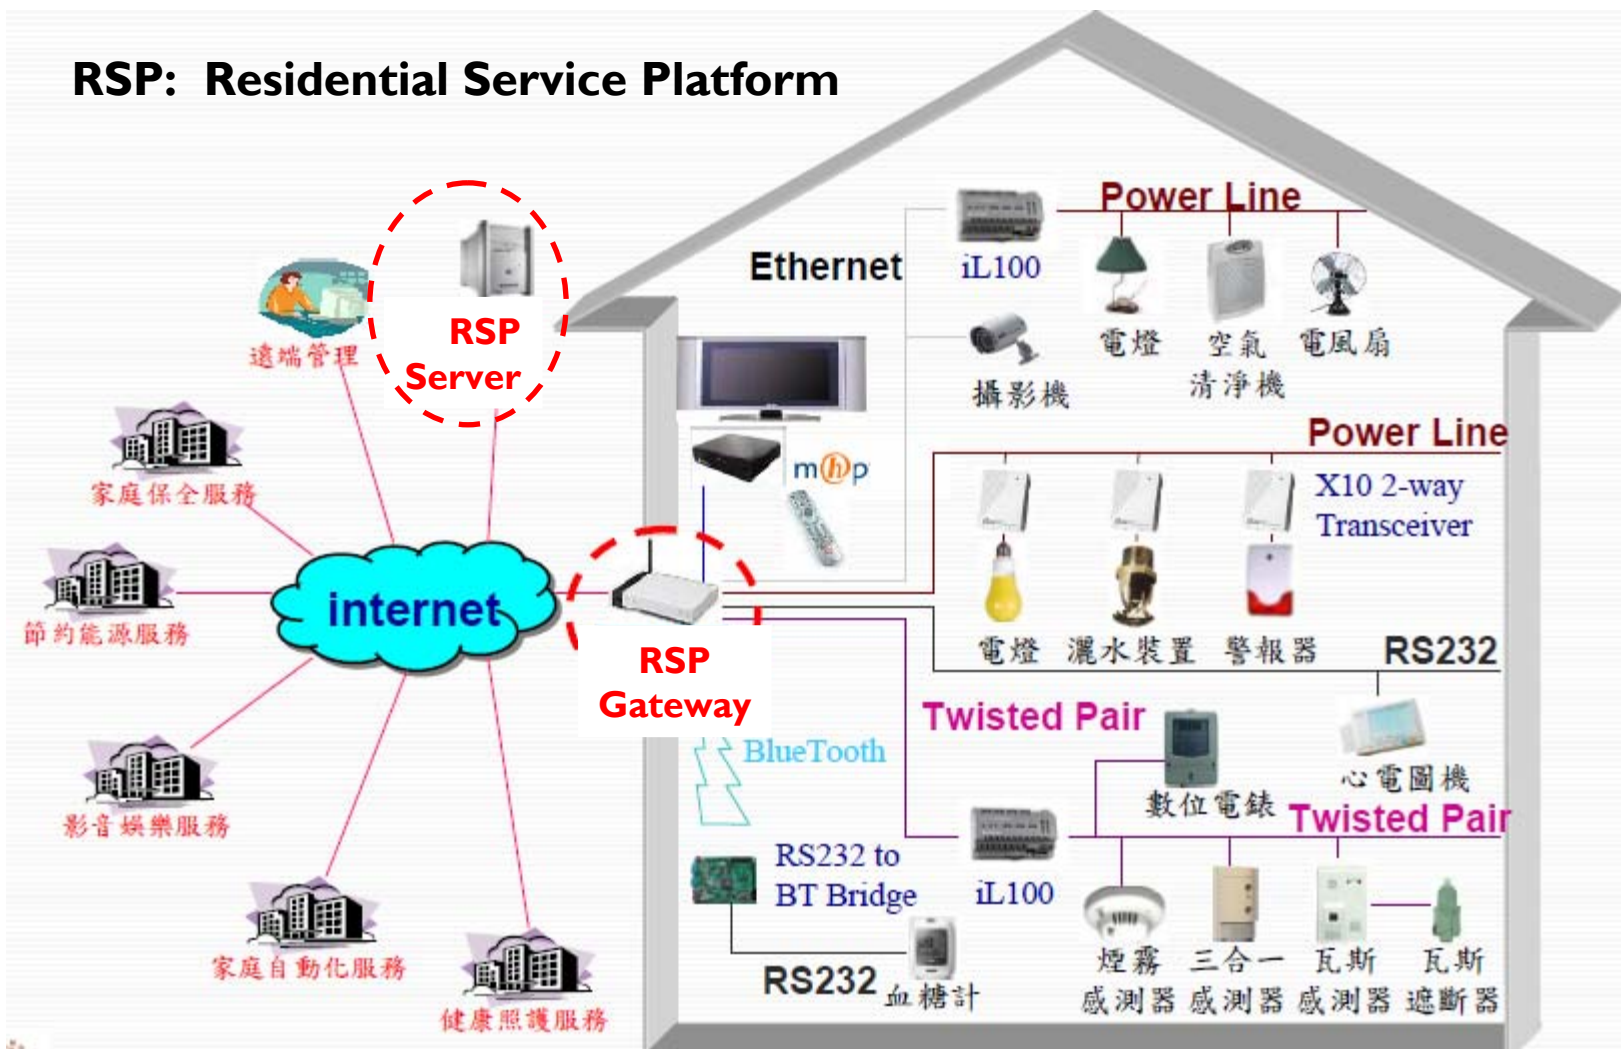 RSP: Residential Service Platform
RSP
Server
遠端管理
家庭保全服務
節約能源服務
影音娛樂服務
家庭自動化服務
健康照護服務
internet
RSP
Gateway
Ethernet
iL100
Power Line
電燈
空氣
清淨機
電風扇
攝影機
mhp
Power Line
X10 2-way
Transceiver
電燈
灑水裝置
警報器
RS232
心電圖機
Twisted Pair
數位電錶
BlueTooth
RS232 to
BT Bridge
RS232
血糖計
iL100
Twisted Pair
煙霧
感測器
三合一
感測器
瓦斯
感測器
瓦斯
遮斷器